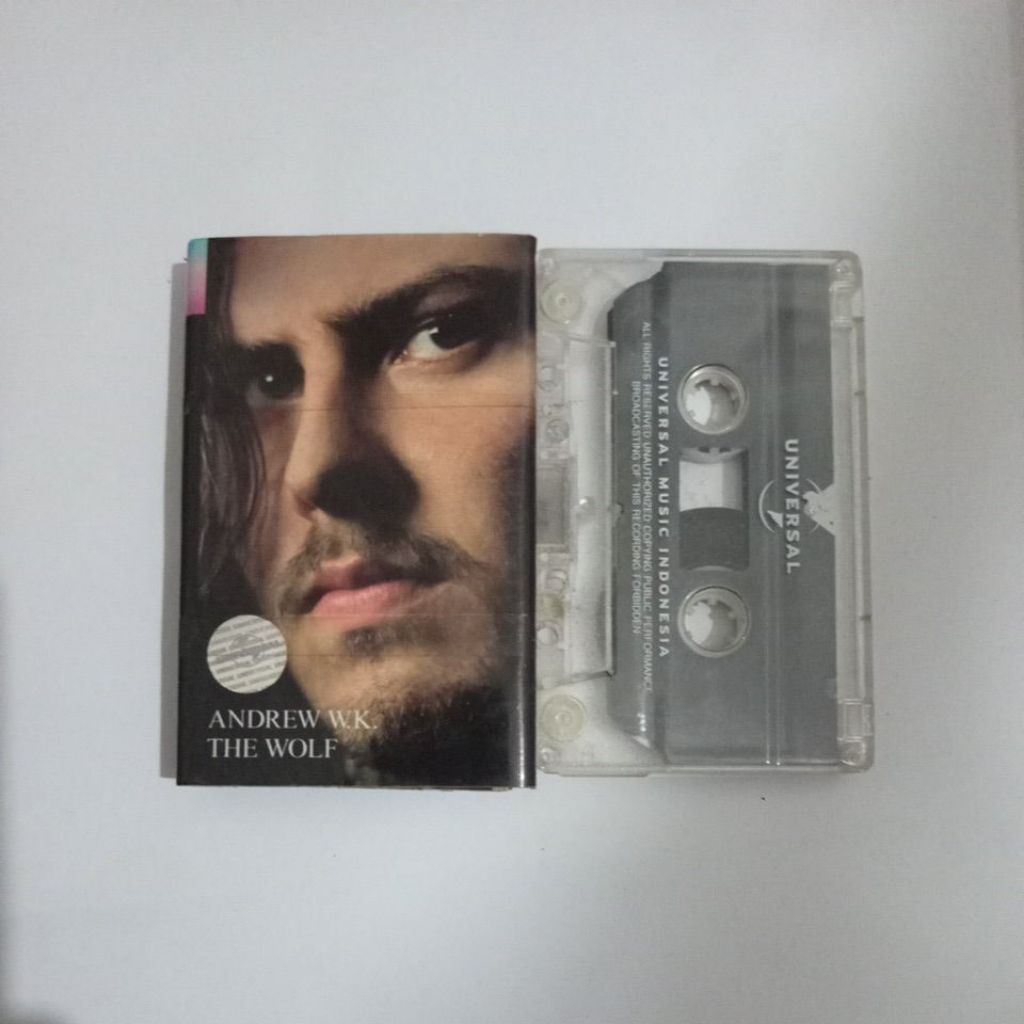 ANDREW W.K.
THE WOLF
UNIVERSAL
UNIVERSAL MUSIC INDONESIA
ALL RIGHTS RESERVED UNAUTHORIZED COPYING PUBLIC PERFORMANCE
BROADCASTING OF THIS RECORDING FORBIDDEN